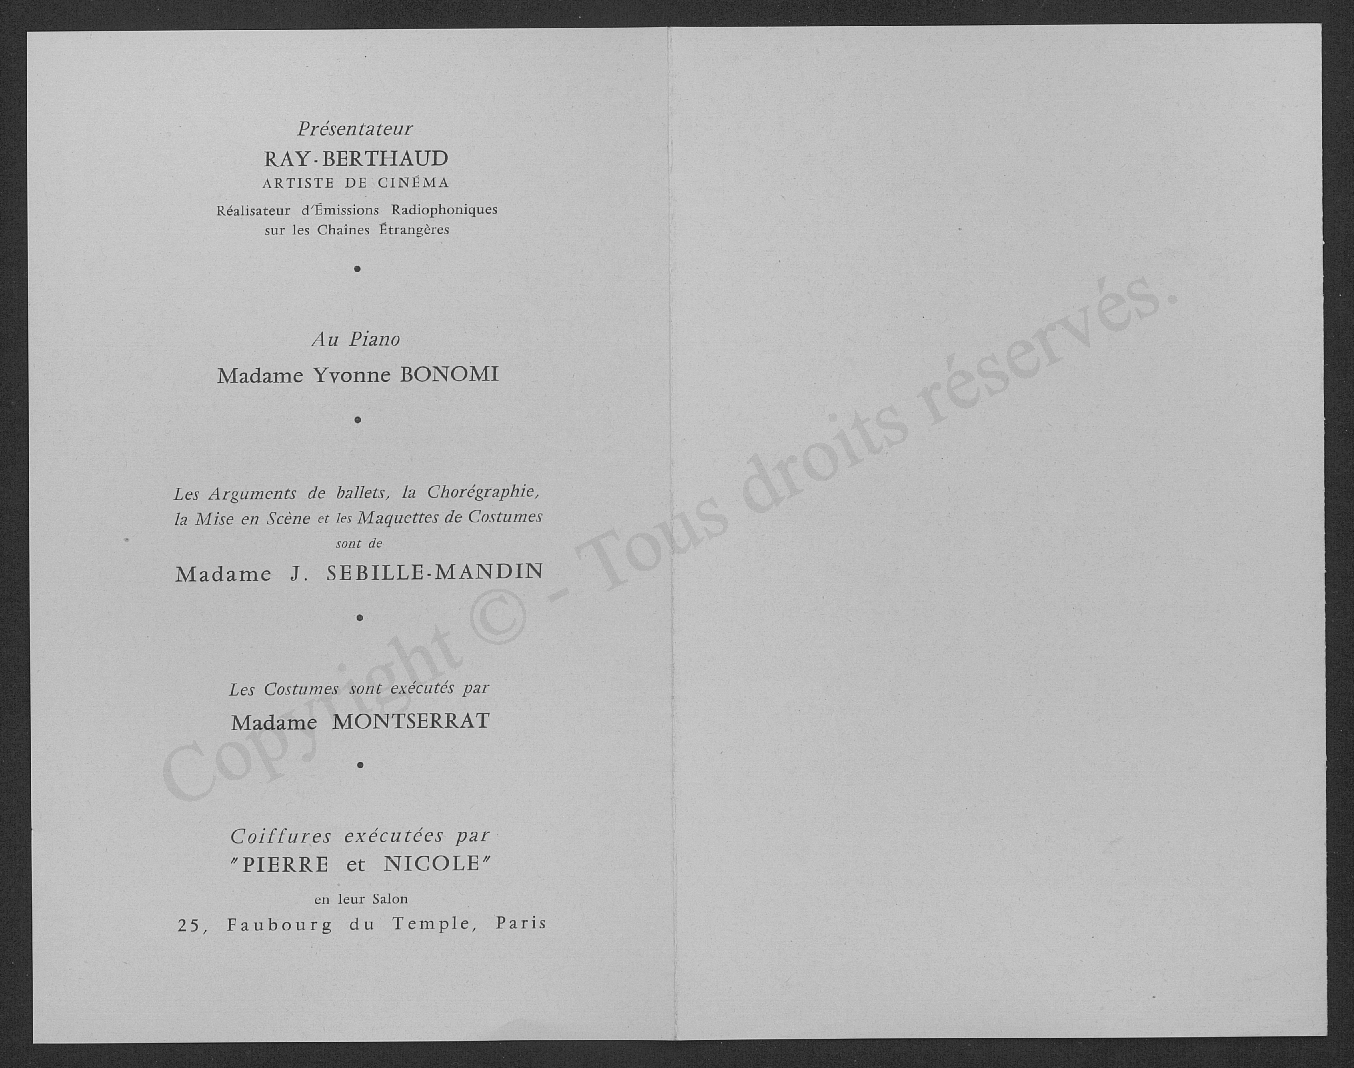 Présentateur
RAY-BERTHAUD
ARTISTE DE CINÉMA
Réalisateur d'Émissions Radiophoniques
sur les Chaines Étrangères
•
Au Piano
Madame Yvonne BONOMI
•
Les Arguments de ballets, la Chorégraphie,
la Mise en Scène et les Maquettes de Costumes
sont de
Madame J. SEBILLE-MANDIN
•
Les Costumes sont exécutés par
Madame MONTSERRAT
•
Coiffures exécutées par
"PIERRE et NICOLE"
en leur Salon
25, Faubourg du Temple, Paris
Copyright © - Tous droits réservés.